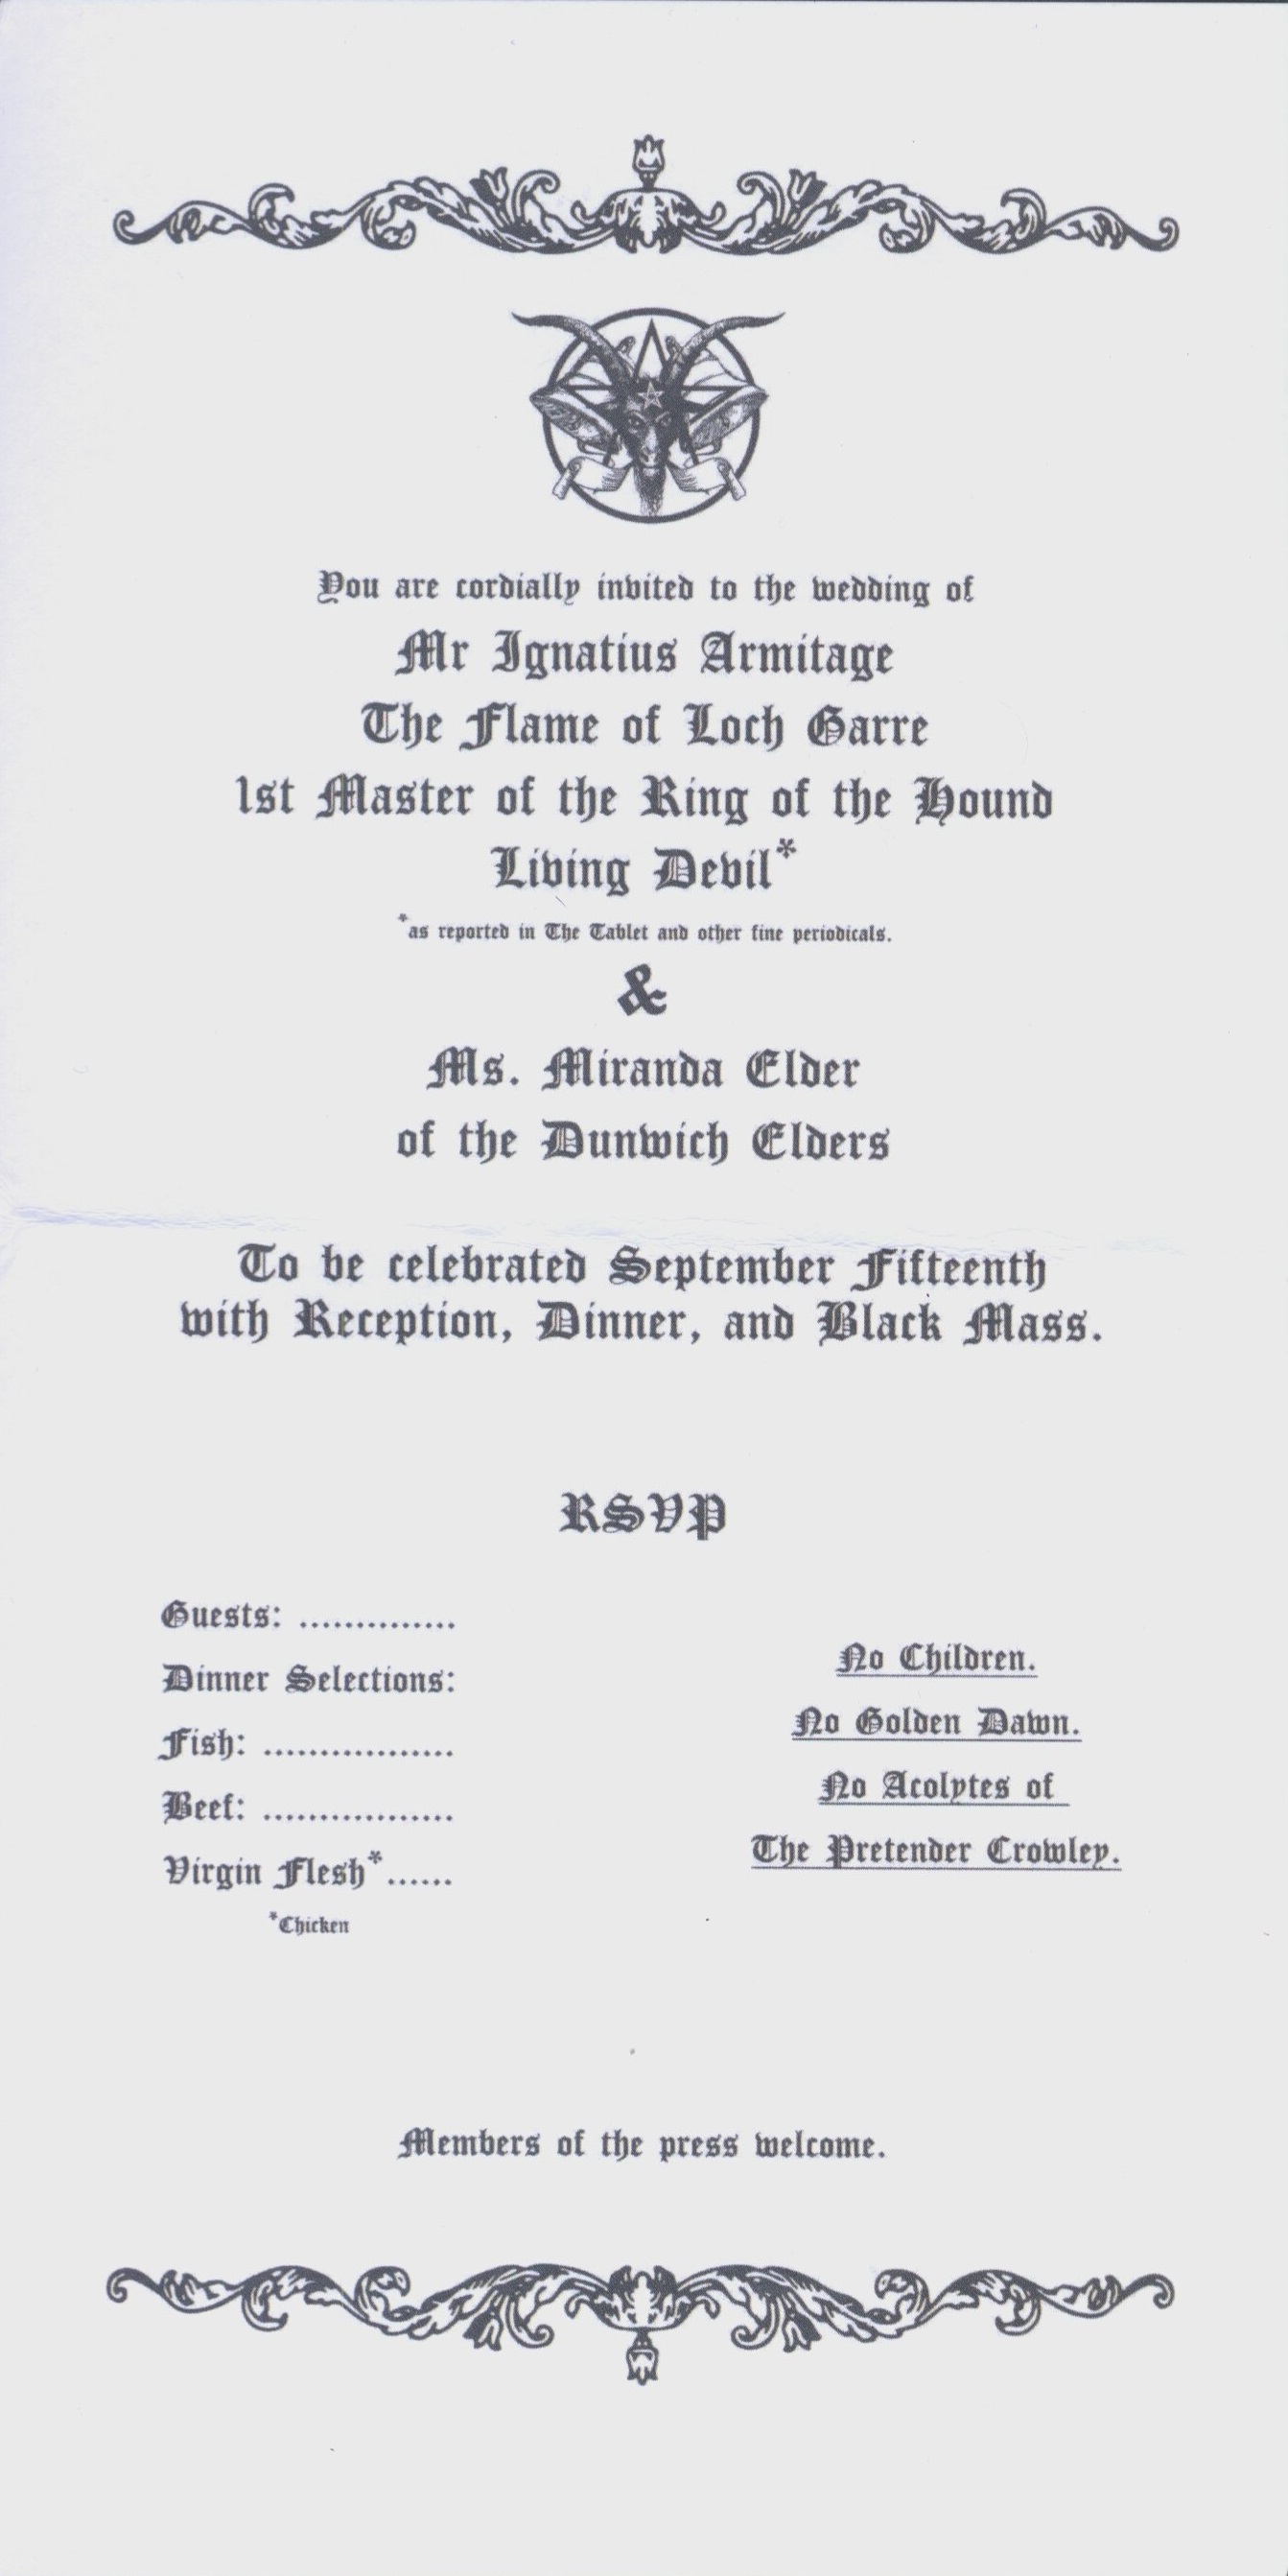 You are cordially invited to the wedding of
Mr Ignatius Armitage
The Flame of Loch Garre
1st Master of the Ring of the Hound
Living Devil*
*as reported in The Tablet and other fine periodicals.
&
Ms. Miranda Elder
of the Dunwich Elders
To be celebrated September Fifteenth
with Reception, Dinner, and Black Mass.
RSVP
Guests: ..............
Dinner Selections:
Fish: .................
Beef: .................
Virgin Flesh*......
*Chicken
No Children.
No Golden Dawn.
No Acolytes of
The Pretender Crowley.
Members of the press welcome.